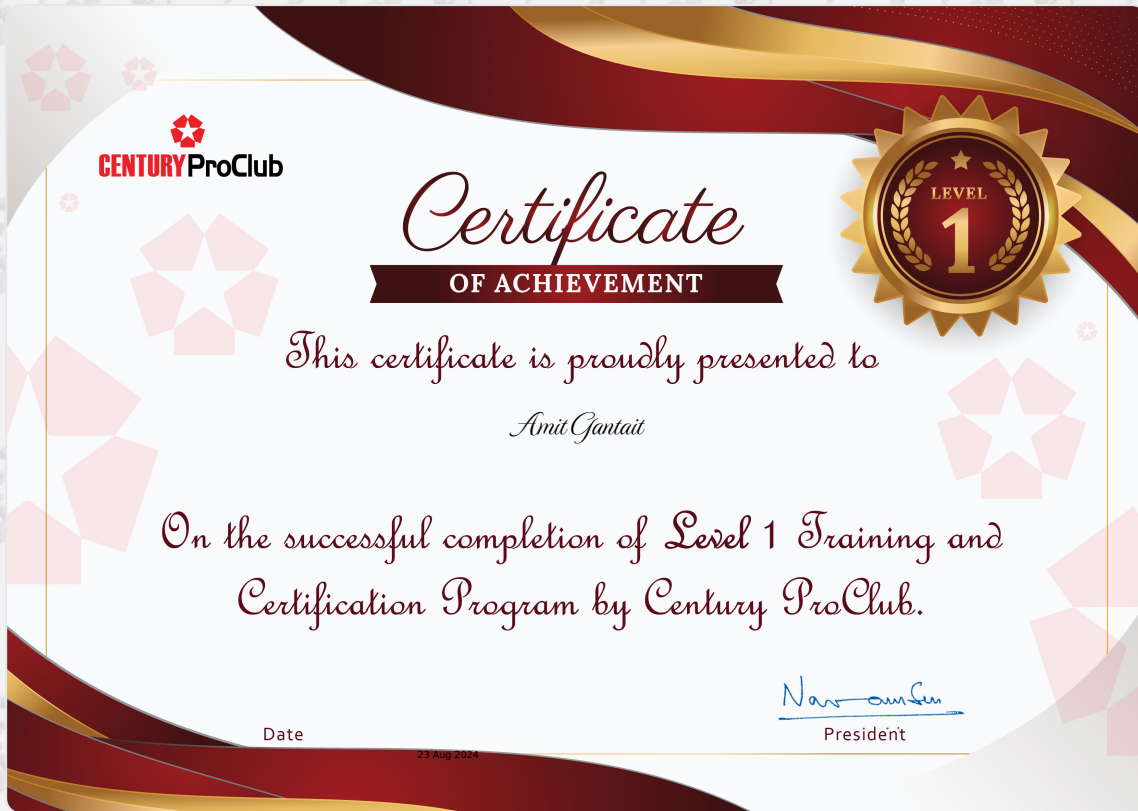 CENTURY ProClub
LEVEL
1
Certificate
OF ACHIEVEMENT
This certificate is proudly presented to
Amit Gantait
On the successful completion of Level 1 Training and
Certification Program by Century ProClub.
Date
President
23 Aug 2024